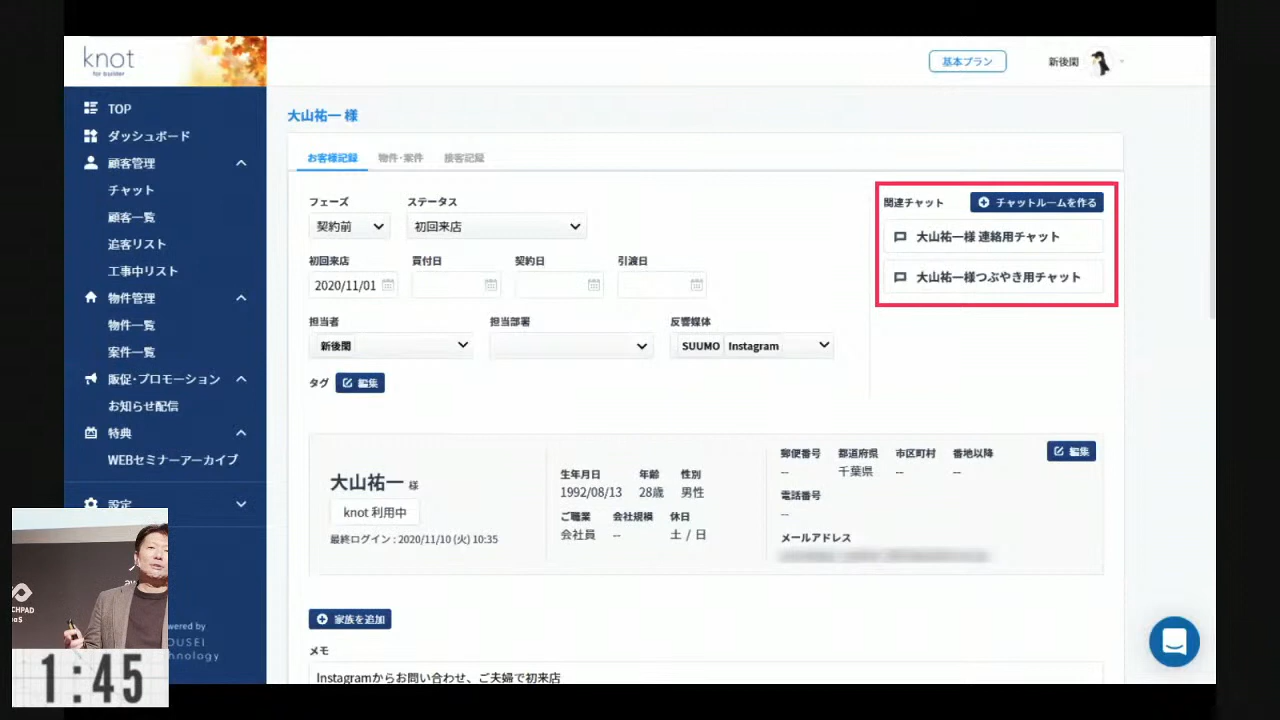 knot
for builder
基本プラン
新後閑
TOP
ダッシュボード
顧客管理
チャット
顧客一覧
追客リスト
工事中リスト
物件管理
物件一覧
案件一覧
販促・プロモーション
お知らせ配信
特典
WEBセミナーアーカイブ
設定
大山祐一 様
お客様記録 物件・案件 接客記録
フェーズ ステータス
契約前 初回来店
初回来店 買付日 契約日 引渡日
2020/11/01
担当者 担当部署 反響媒体
新後閑 SUUMO Instagram
タグ 編集
関連チャット チャットルームを作る
大山祐一様 連絡用チャット
大山祐一様つぶやき用チャット
大山祐一 様
knot 利用中
最終ログイン : 2020/11/10 (火) 10:35
生年月日 年齢 性別
1992/08/13 28歳 男性
ご職業 会社規模 休日
会社員 -- 土 / 日
郵便番号 都道府県 市区町村 番地以降
-- 千葉県 -- --
電話番号
--
メールアドレス
編集
家族を追加
メモ
Instagramからお問い合わせ、ご夫婦で初来店
wered by
OUSEI
hnology
CHPAD
aS
1:45